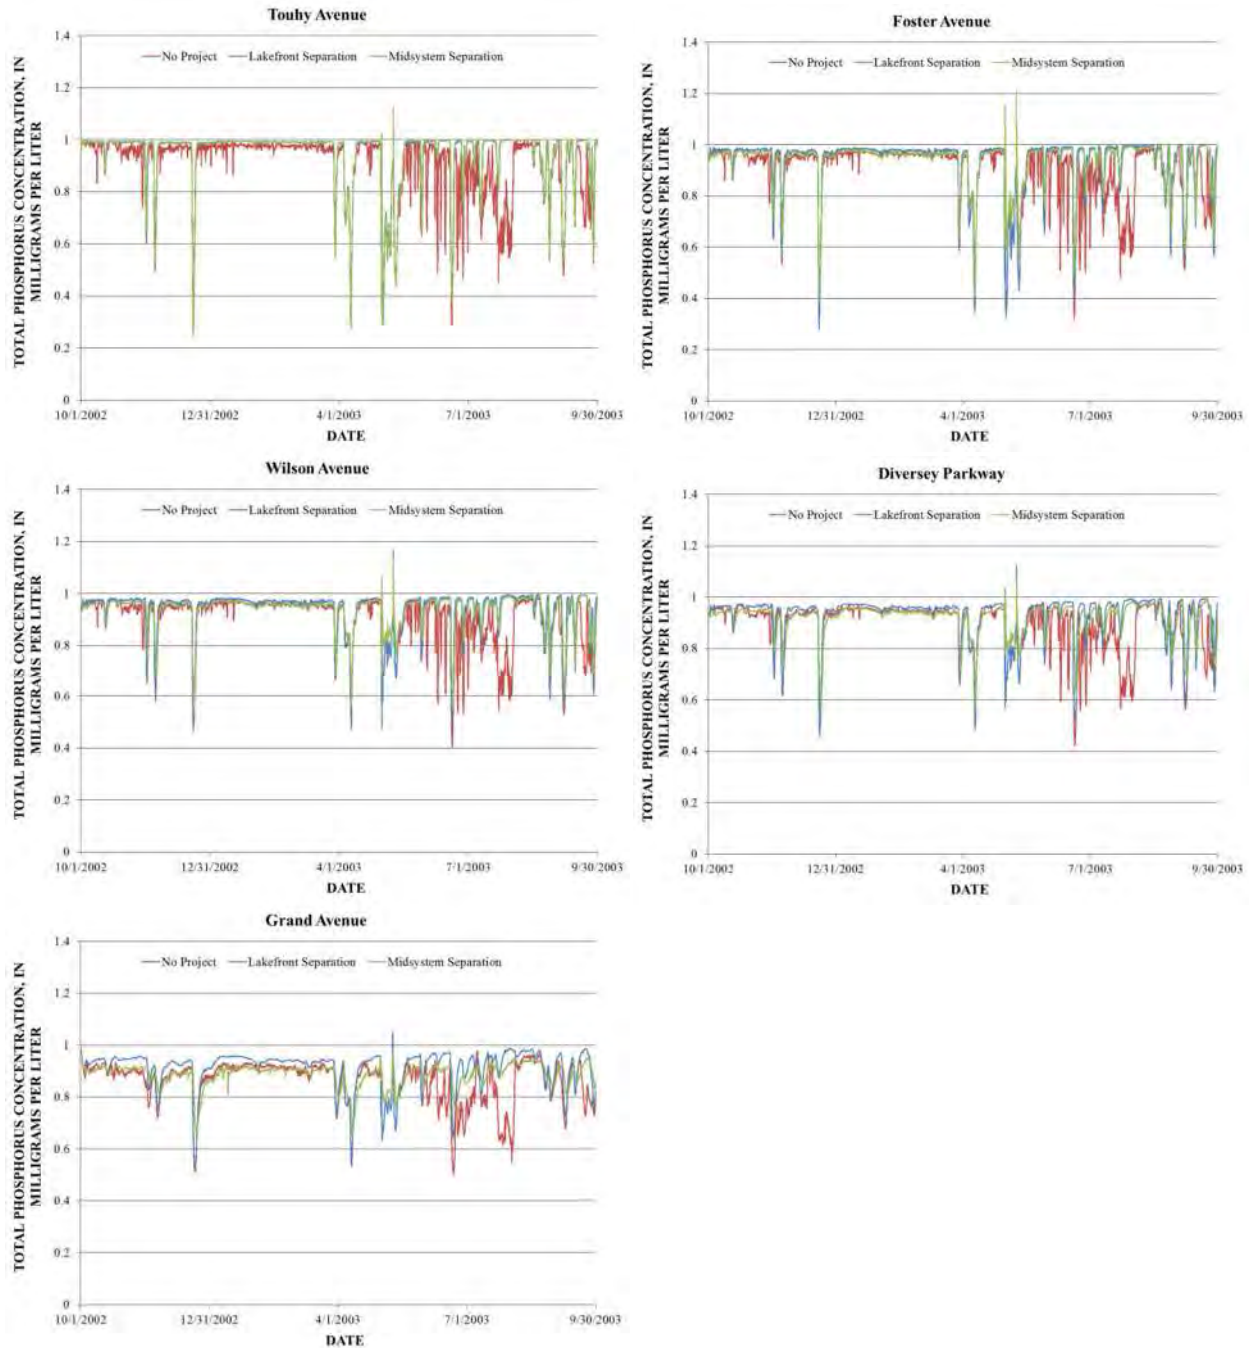 Touhy Avenue
TOTAL PHOSPHORUS CONCENTRATION, IN
MILLIGRAMS PER LITER
1.4
1.2
1
0.8
0.6
0.4
0.2
0
No Project Lakefront Separation Midsystem Separation
10/1/2002 12/31/2002 4/1/2003 7/1/2003 9/30/2003
DATE
Foster Avenue
TOTAL PHOSPHORUS CONCENTRATION, IN
MILLIGRAMS PER LITER
1.4
1.2
1
0.8
0.6
0.4
0.2
0
No Project Lakefront Separation Midsystem Separation
10/1/2002 12/31/2002 4/1/2003 7/1/2003 9/30/2003
DATE
Wilson Avenue
TOTAL PHOSPHORUS CONCENTRATION, IN
MILLIGRAMS PER LITER
1.4
1.2
1
0.8
0.6
0.4
0.2
0
No Project Lakefront Separation Midsystem Separation
10/1/2002 12/31/2002 4/1/2003 7/1/2003 9/30/2003
DATE
Diversey Parkway
TOTAL PHOSPHORUS CONCENTRATION, IN
MILLIGRAMS PER LITER
1.4
1.2
1
0.8
0.6
0.4
0.2
0
No Project Lakefront Separation Midsystem Separation
10/1/2002 12/31/2002 4/1/2003 7/1/2003 9/30/2003
DATE
Grand Avenue
TOTAL PHOSPHORUS CONCENTRATION, IN
MILLIGRAMS PER LITER
1.4
1.2
1
0.8
0.6
0.4
0.2
0
No Project Lakefront Separation Midsystem Separation
10/1/2002 12/31/2002 4/1/2003 7/1/2003 9/30/2003
DATE